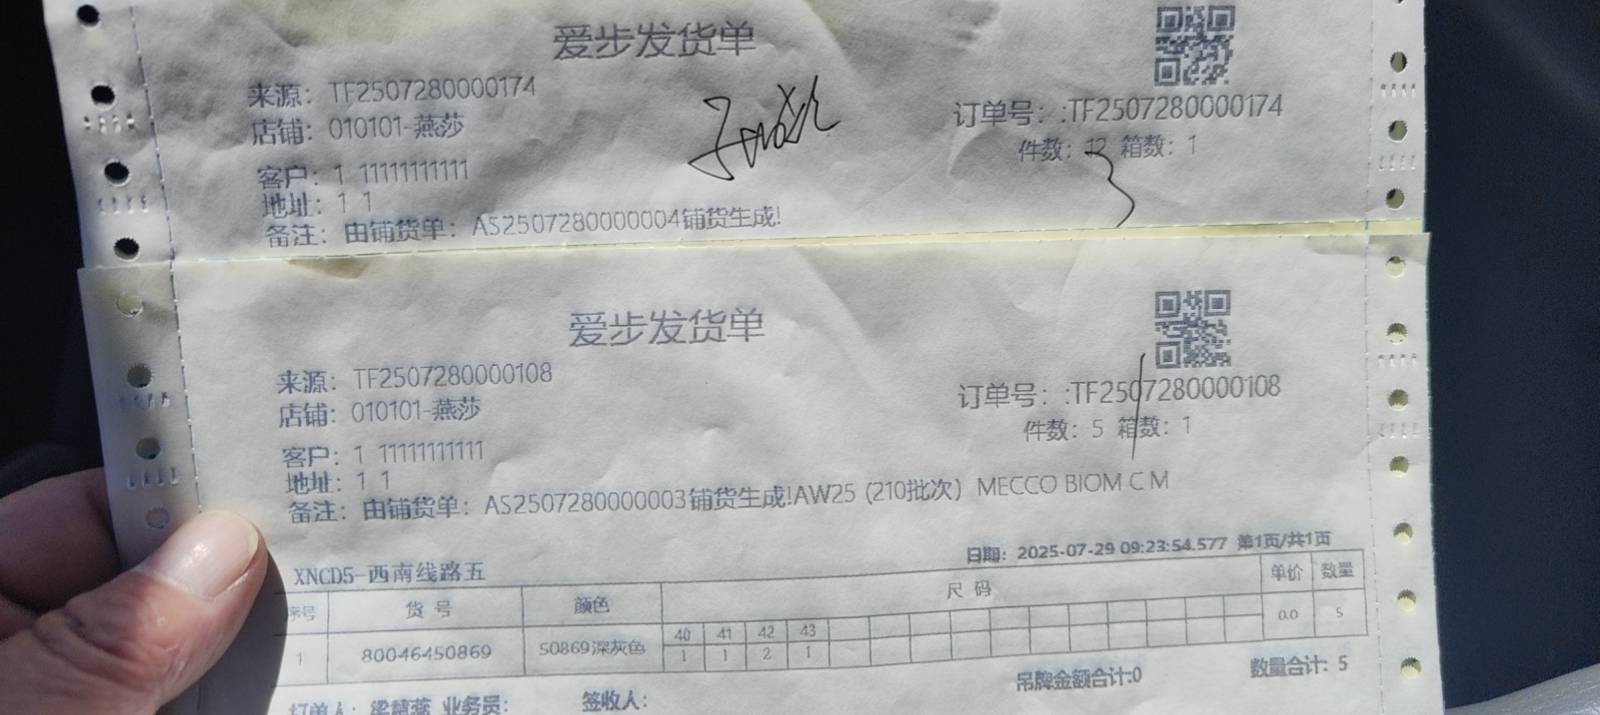 爱步发货单
来源：TF2507280000174
订单号：:TF2507280000174
店铺：010101-燕莎
件数：12 箱数：1
客户：1 11111111111
地址：1 1
备注：由铺货单：AS2507280000004铺货生成!
爱步发货单
来源：TF2507280000108
订单号：:TF2507280000108
店铺：010101-燕莎
件数：5 箱数：1
客户：1 11111111111
地址：1 1
备注：由铺货单：AS2507280000003铺货生成!AW25 (210批次) MECCO BIOM C M
日期：2025-07-29 09:23:54.577 第1页/共1页
XNCD5-西南线路五
序号 货号 颜色 尺码 单价 数量
40 41 42 43
1 80046450869 50869深灰色 1 1 2 1 0.0 5
吊牌金额合计:0 数量合计: 5
打单人：梁慧燕 业务员： 签收人：